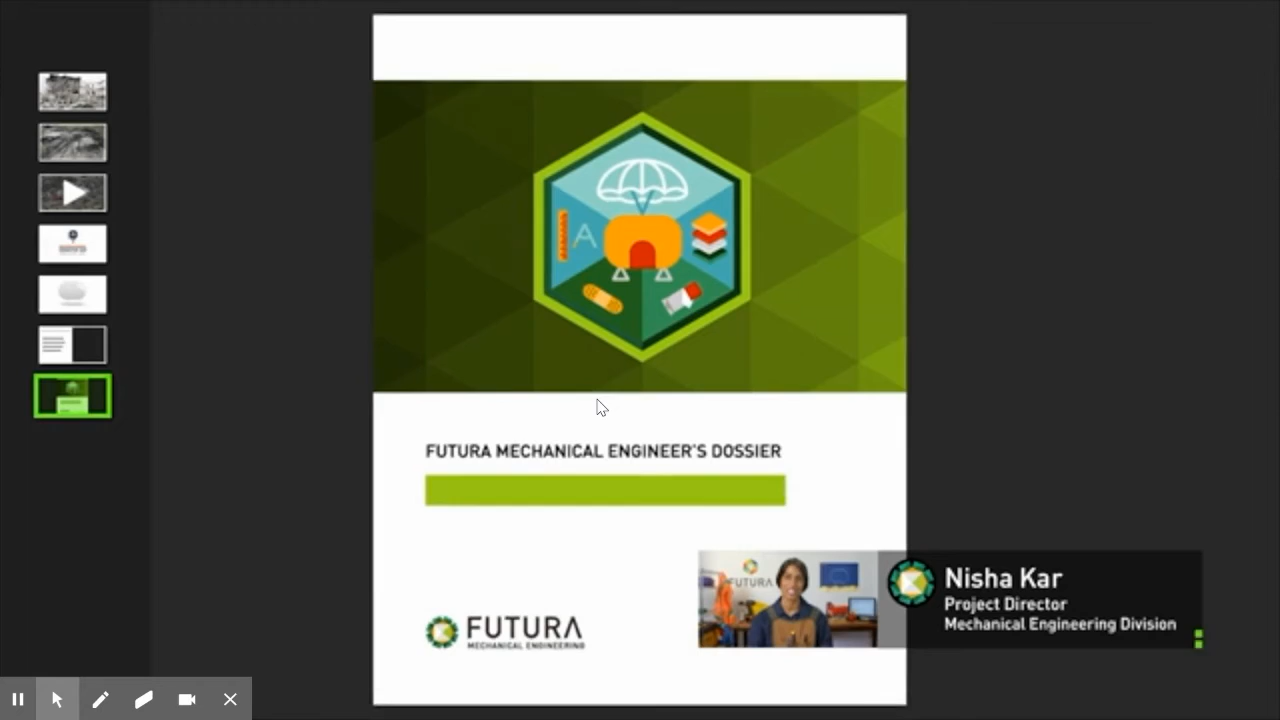 A
FUTURA MECHANICAL ENGINEER'S DOSSIER
FUTURA
MECHANICAL ENGINEERING
FUTURA
Nisha Kar
Project Director
Mechanical Engineering Division